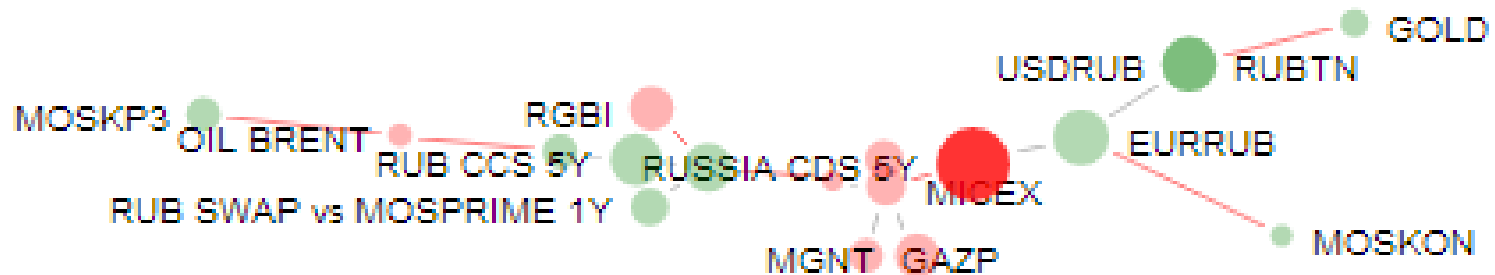 GOLD
USDRUB
RUBTN
MOSKP3
RGBI
OIL BRENT
EURRUB
RUB CCS 5Y
RUSSIA CDS 5Y
MICEX
RUB SWAP vs MOSPRIME 1Y
MOSKON
MGNT
GAZP